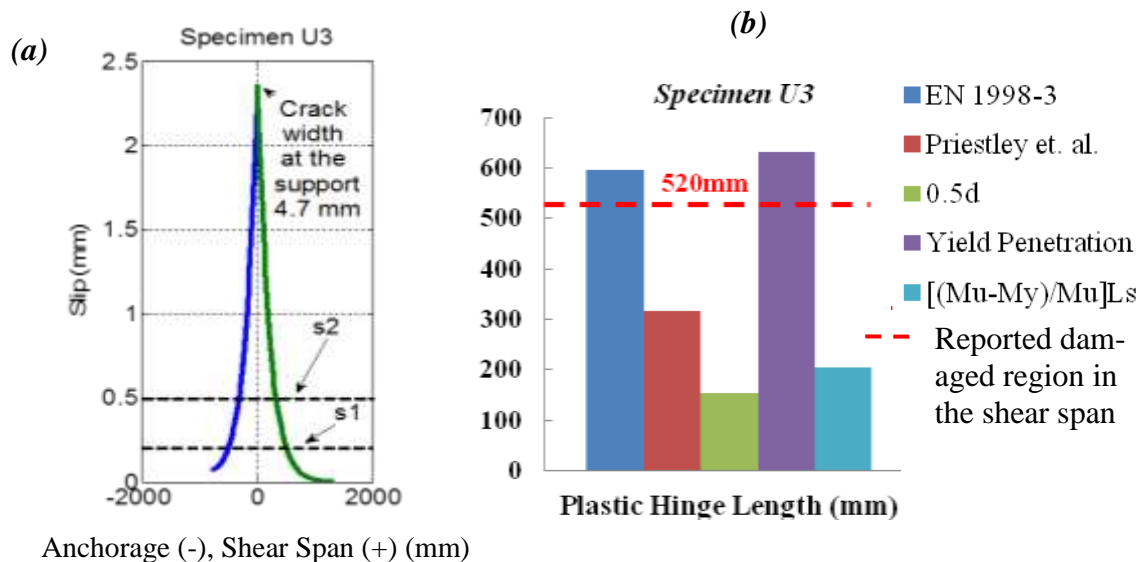 (a)
Specimen U3
2.5
2
1.5
1
0.5
0
Slip (mm)
Crack
width
at the
support
4.7 mm
s2
s1
-2000
0
2000
Anchorage (-), Shear Span (+) (mm)
(b)
Specimen U3
700
600
500
400
300
200
100
0
520mm
Plastic Hinge Length (mm)
EN 1998-3
Priestley et. al.
0.5d
Yield Penetration
[(Mu-My)/Mu]Ls
Reported dam-
aged region in
the shear span